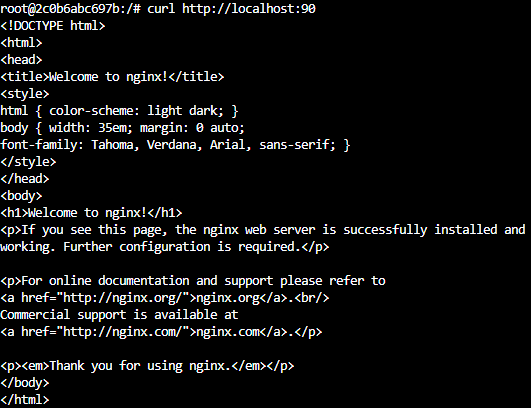 root@2c0b6abc697b:/# curl http://localhost:90
<!DOCTYPE html>
<html>
<head>
<title>Welcome to nginx!</title>
<style>
html { color-scheme: light dark; }
body { width: 35em; margin: 0 auto;
font-family: Tahoma, Verdana, Arial, sans-serif; }
</style>
</head>
<body>
<h1>Welcome to nginx!</h1>
<p>If you see this page, the nginx web server is successfully installed and
working. Further configuration is required.</p>

<p>For online documentation and support please refer to
<a href="http://nginx.org/">nginx.org</a>.<br/>
Commercial support is available at
<a href="http://nginx.com/">nginx.com</a>.</p>

<p><em>Thank you for using nginx.</em></p>
</body>
</html>